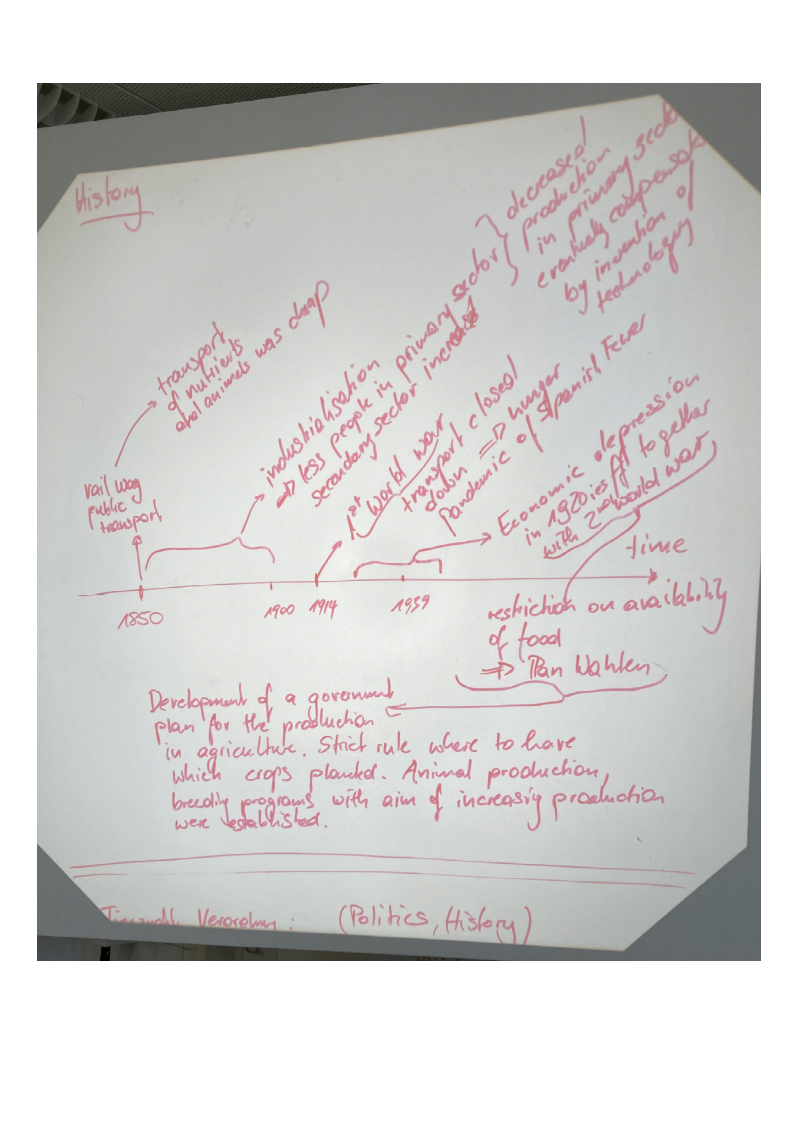 History
decreased
production
in primary sector
eventually compensated
by invention of
technology
transport
of nutrients
and animals was cheap
industrialisation
⇒ less people in primary sector
secondary sector increased
rail way
public
transport
1st world war
transport closed
down ⇒ hunger
Pandemic of Spanish Fever
Economic depression
in 1920ies together
with 2nd world war
time
1850
1900
1914
1939
restriction on availability
of food
⇒ Plan Wahlen
Development of a government
plan for the production
in agriculture. Strict rule where to have
which crops planted. Animal production,
breeding programs with aim of increasing production
were established.
(Politics, History)